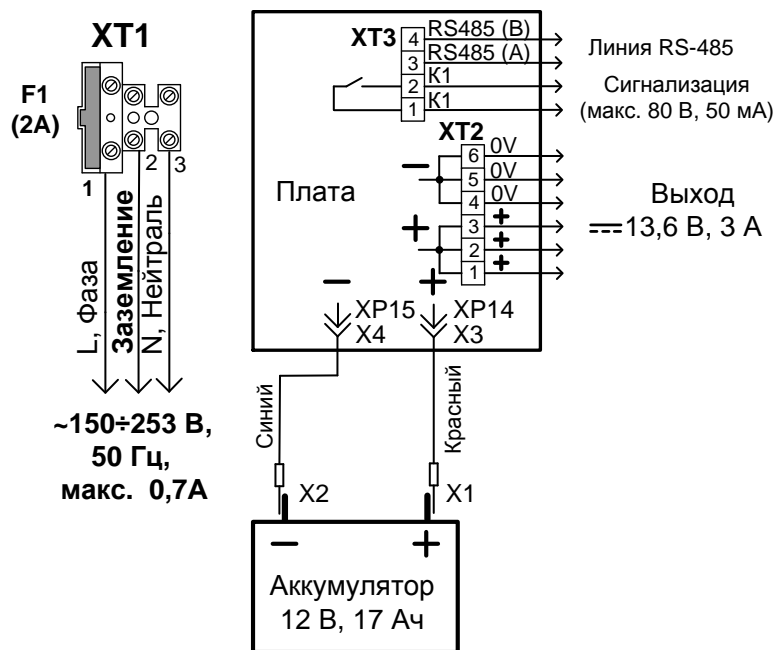 XT1
F1
(2A)
1
2
3
L, Фаза
Заземление
N, Нейтраль
~150÷253 В,
50 Гц,
макс. 0,7А
XT3
4 RS485 (B)
3 RS485 (A)
2 К1
1 К1
Линия RS-485
Сигнализация
(макс. 80 В, 50 мА)
XT2
6 0V
5 0V
4 0V
3 +
2 +
1 +
−
+
Плата
Выход
13,6 В, 3 А
− +
XP15 XP14
X4 X3
Синий
Красный
X2 X1
− +
Аккумулятор
12 В, 17 Ач